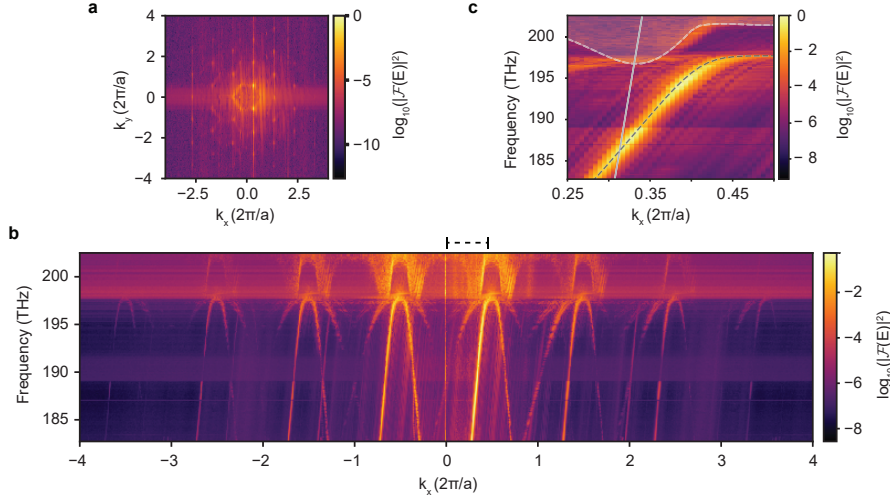 a
4
2
0
−2
−4
k_y (2π/a)
−2.5 0.0 2.5
k_x (2π/a)
0
−5
−10
log₁₀(|ℱ(E)|²)
c
200
195
190
185
Frequency (THz)
0.25 0.35 0.45
k_x (2π/a)
0
−2
−4
−6
−8
log₁₀(|ℱ(E)|²)
b
200
195
190
185
Frequency (THz)
−4 −3 −2 −1 0 1 2 3 4
k_x (2π/a)
−2
−4
−6
−8
log₁₀(|ℱ(E)|²)